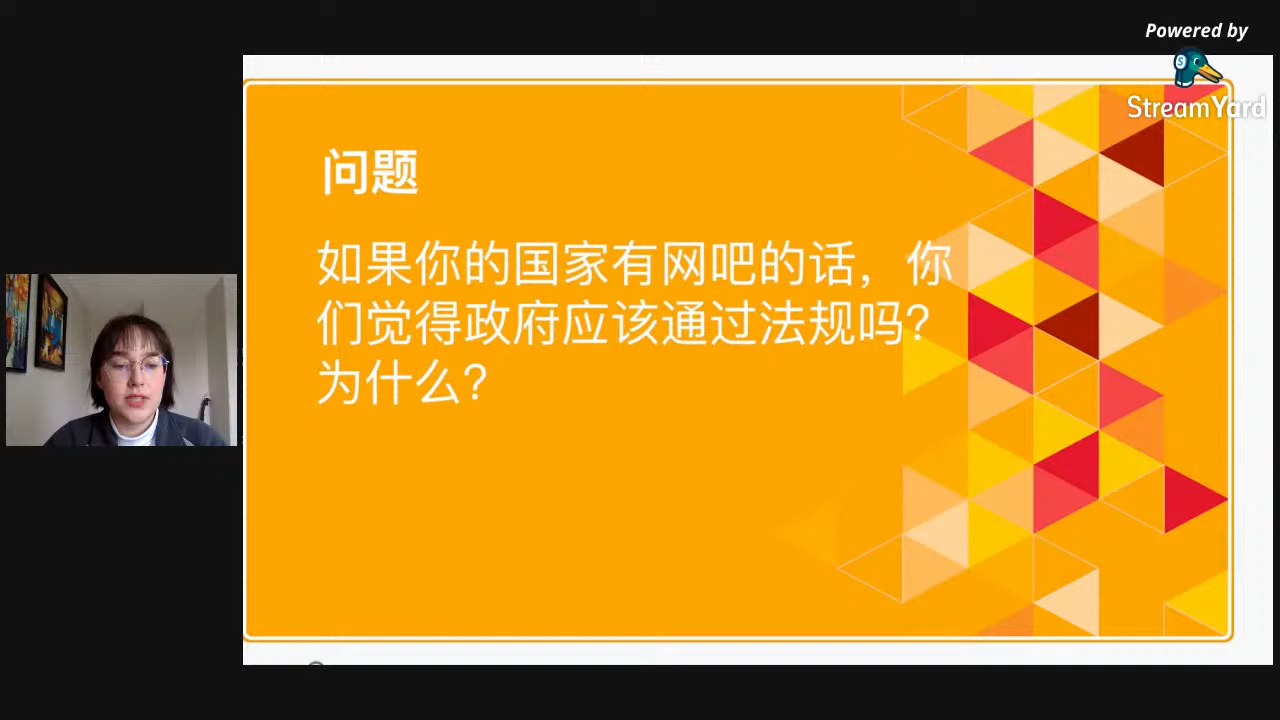 Powered by
StreamYard
问题
如果你的国家有网吧的话，你
们觉得政府应该通过法规吗？
为什么？